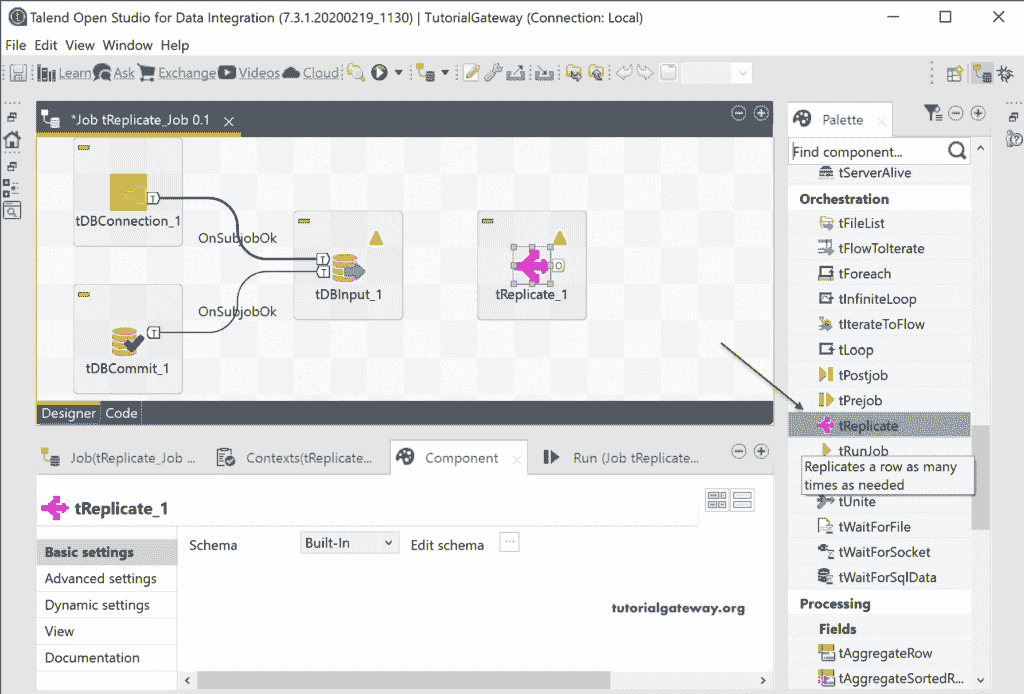 Talend Open Studio for Data Integration (7.3.1.20200219_1130) | TutorialGateway (Connection: Local)
File Edit View Window Help
Learn Ask Exchange Videos Cloud
*Job tReplicate_Job 0.1
tDBConnection_1
OnSubjobOk
tDBInput_1
tReplicate_1
OnSubjobOk
tDBCommit_1
Designer Code
Palette
Find component...
tServerAlive
Orchestration
tFileList
tFlowToIterate
tForeach
tInfiniteLoop
tIterateToFlow
tLoop
tPostjob
tPrejob
tReplicate
tRunJob
Replicates a row as many
times as needed
tUnite
tWaitForFile
tWaitForSocket
tWaitForSqlData
Processing
Fields
tAggregateRow
tAggregateSortedR...
Job(tReplicate_Job ... Contexts(tReplicate... Component Run (Job tReplicate...
tReplicate_1
Basic settings
Advanced settings
Dynamic settings
View
Documentation
Schema Built-In Edit schema ...
tutorialgateway.org